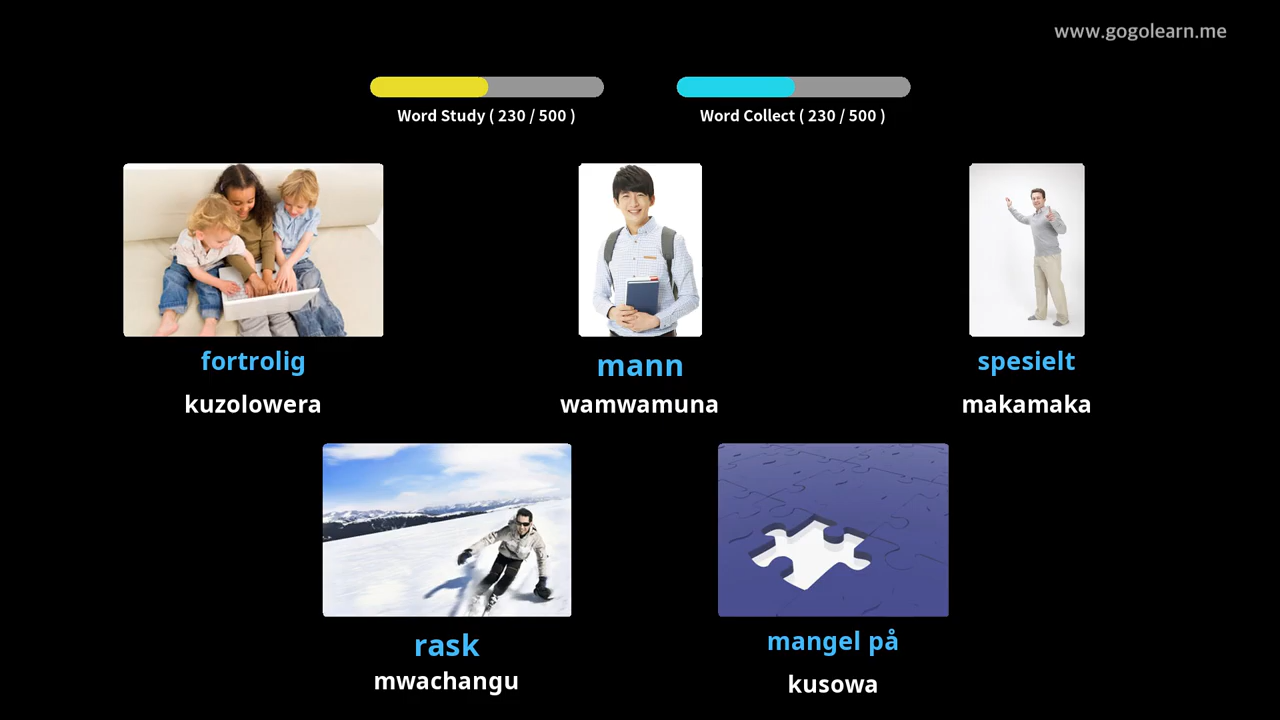 www.gogolearn.me
Word Study ( 230 / 500 )
Word Collect ( 230 / 500 )
fortrolig
kuzolowera
mann
wamwamuna
spesielt
makamaka
rask
mwachangu
mangel på
kusowa